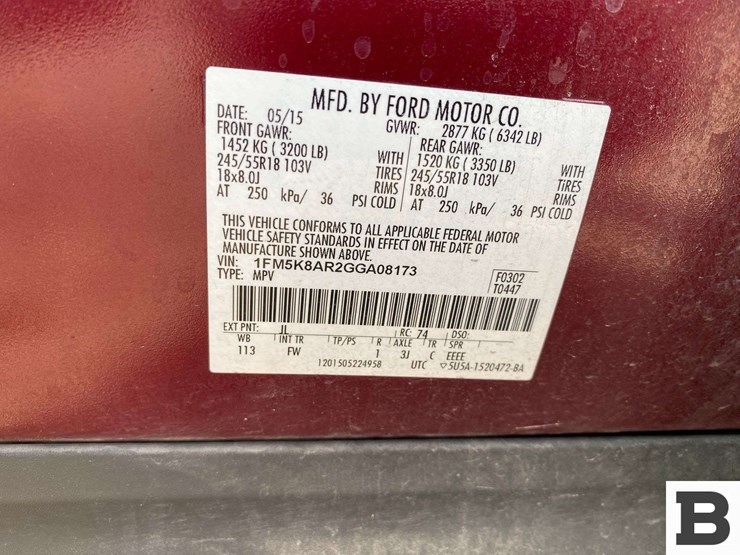 MFD. BY FORD MOTOR CO.
DATE: 05/15 GVWR: 2877 KG ( 6342 LB)
FRONT GAWR: REAR GAWR:
1452 KG ( 3200 LB) WITH 1520 KG ( 3350 LB) WITH
245/55R18 103V TIRES 245/55R18 103V TIRES
18x8.0J RIMS 18x8.0J RIMS
AT 250 kPa/ 36 PSI COLD AT 250 kPa/ 36 PSI COLD
THIS VEHICLE CONFORMS TO ALL APPLICABLE FEDERAL MOTOR
VEHICLE SAFETY STANDARDS IN EFFECT ON THE DATE OF
MANUFACTURE SHOWN ABOVE.
VIN: 1FM5K8AR2GGA08173
TYPE: MPV
F0302
T0447
EXT PNT: JL RC: 74 DSO:
WB INT TR TP/PS R AXLE TR SPR
113 FW 1 3J C EEEE
1201505224958 UTC ▽5U5A-1520472-BA
B